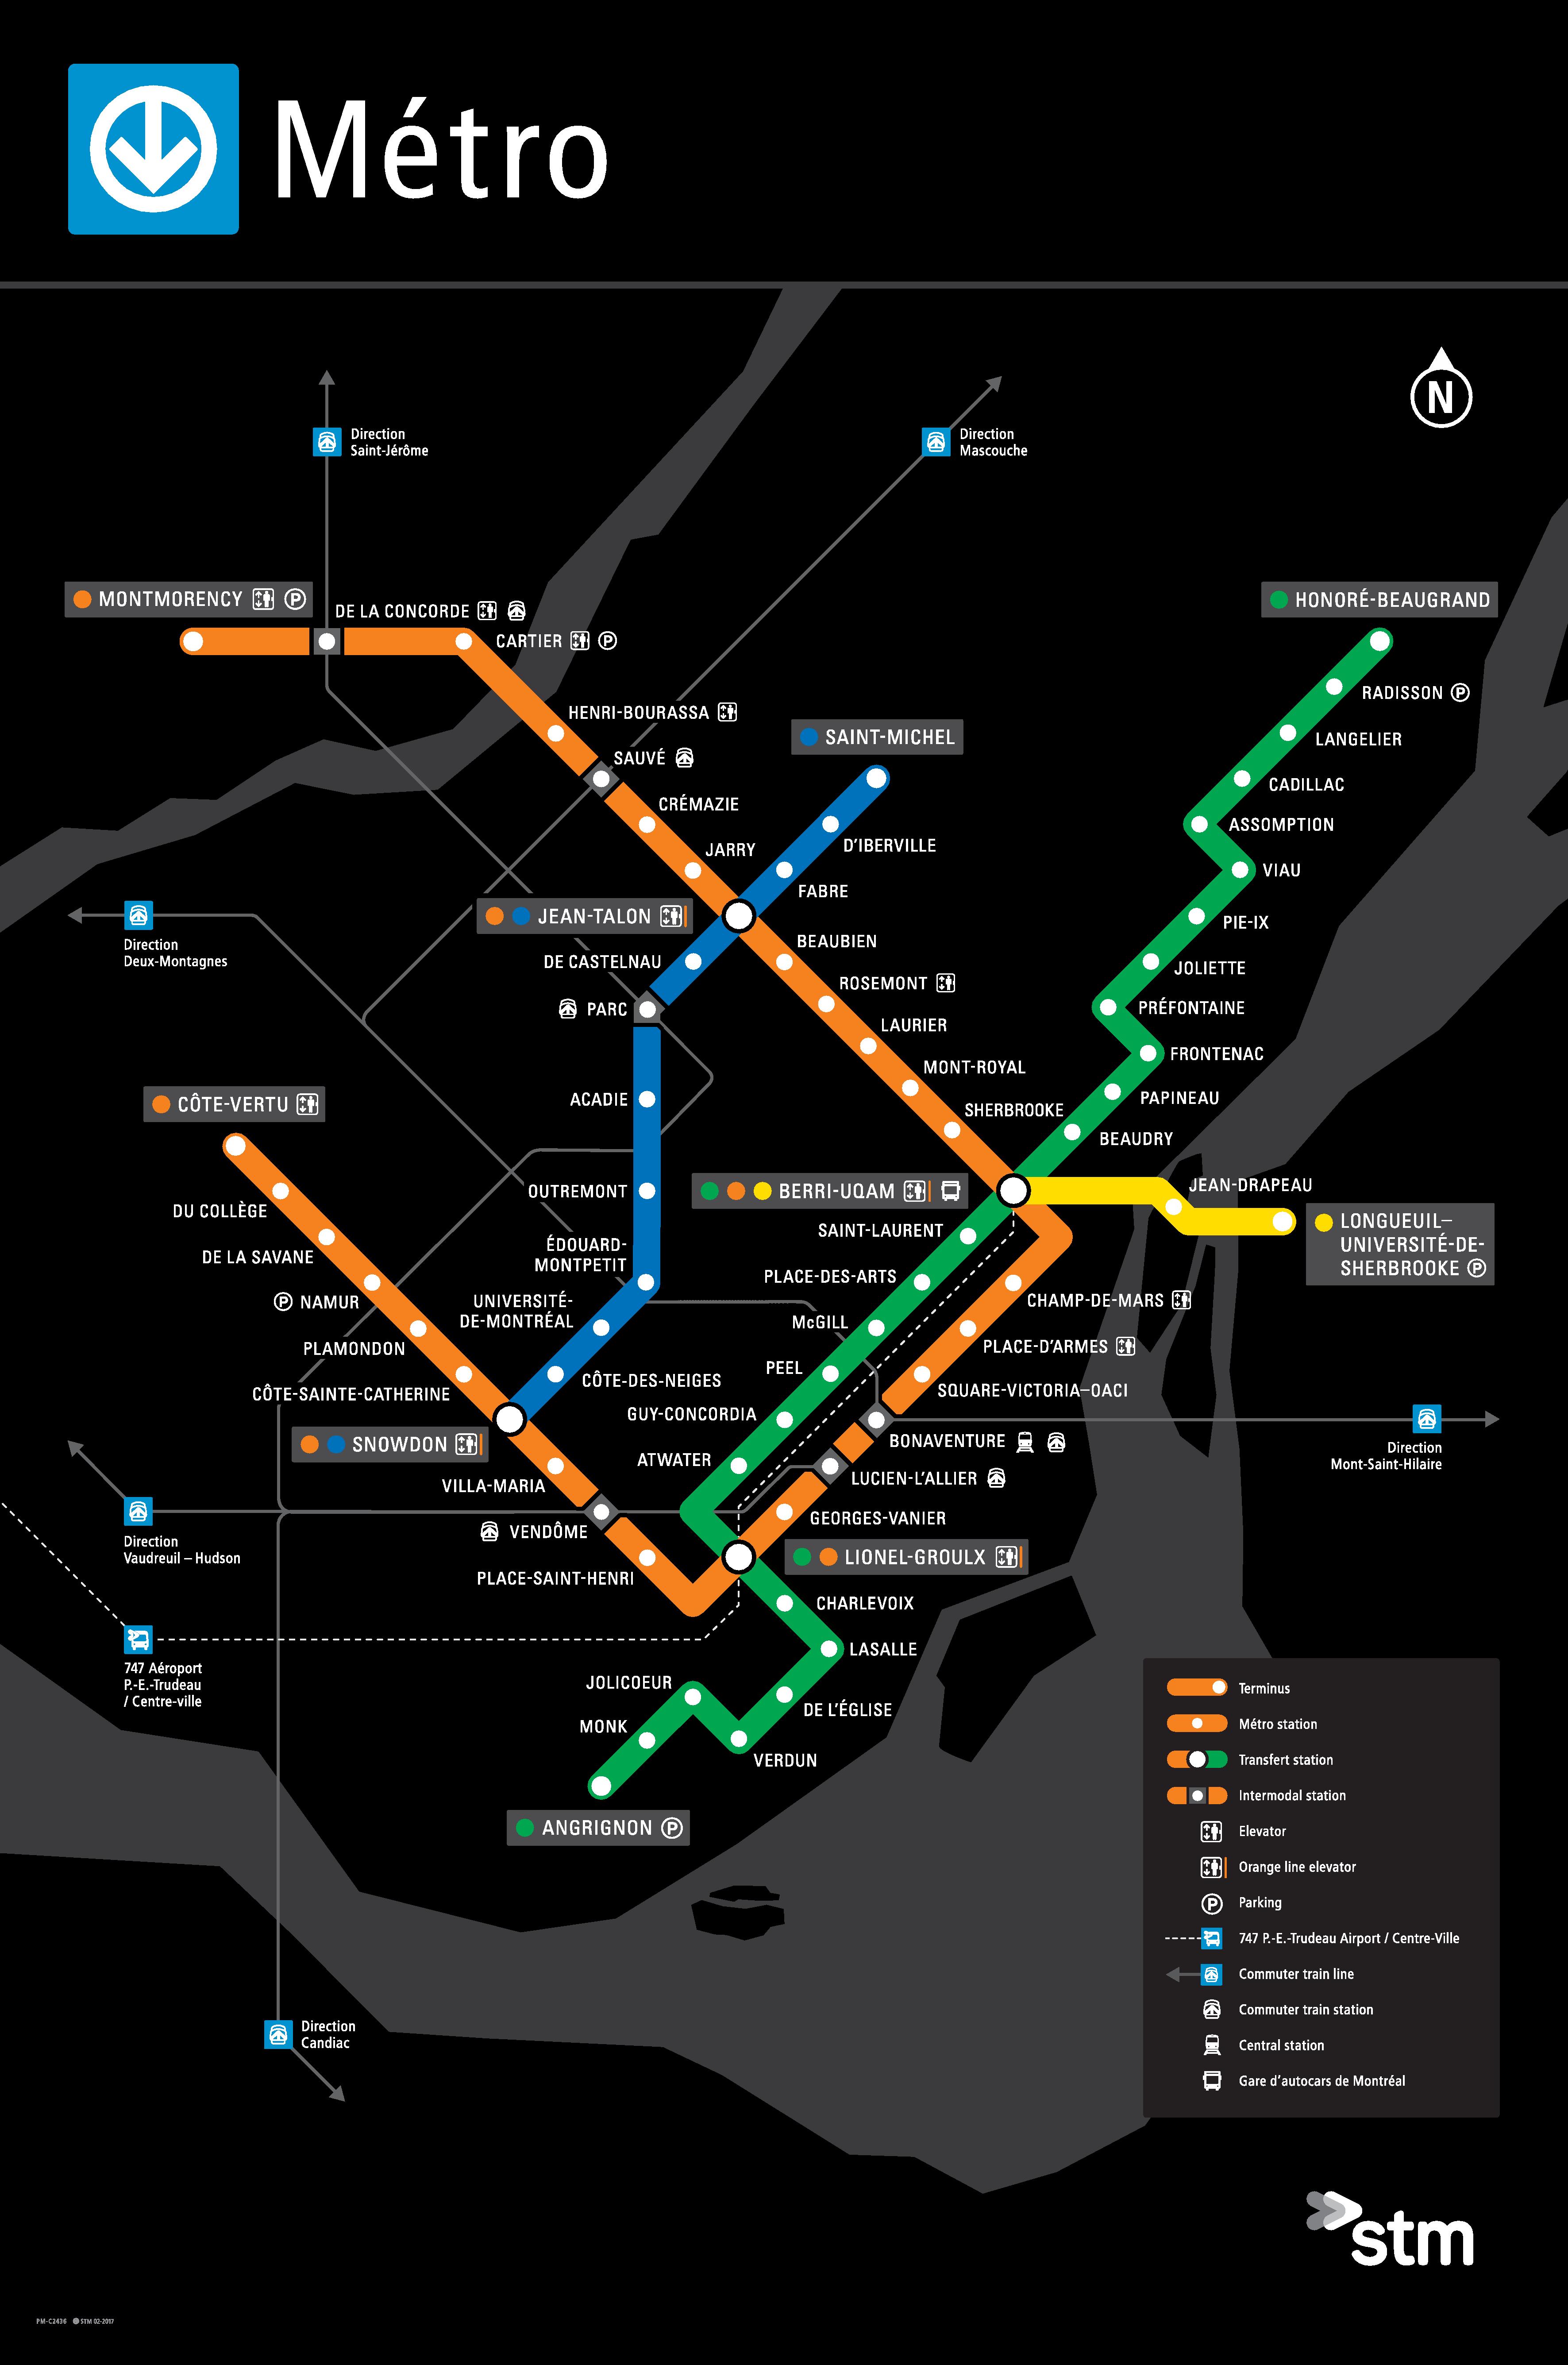 Métro
N
Direction
Saint-Jérôme
Direction
Mascouche
MONTMORENCY P
DE LA CONCORDE
CARTIER P
HONORÉ-BEAUGRAND
RADISSON P
HENRI-BOURASSA
LANGELIER
SAINT-MICHEL
SAUVÉ
CADILLAC
CRÉMAZIE
ASSOMPTION
D'IBERVILLE
JARRY
VIAU
FABRE
JEAN-TALON
PIE-IX
Direction
Deux-Montagnes
BEAUBIEN
DE CASTELNAU
JOLIETTE
ROSEMONT
PARC
PRÉFONTAINE
LAURIER
FRONTENAC
MONT-ROYAL
ACADIE
PAPINEAU
CÔTE-VERTU
SHERBROOKE
BEAUDRY
JEAN-DRAPEAU
OUTREMONT
BERRI-UQAM
DU COLLÈGE
LONGUEUIL–
UNIVERSITÉ-DE-
SHERBROOKE P
SAINT-LAURENT
DE LA SAVANE
ÉDOUARD-
MONTPETIT
PLACE-DES-ARTS
P NAMUR
UNIVERSITÉ-
DE-MONTRÉAL
CHAMP-DE-MARS
McGILL
PLAMONDON
PLACE-D'ARMES
PEEL
CÔTE-DES-NEIGES
CÔTE-SAINTE-CATHERINE
SQUARE-VICTORIA–OACI
GUY-CONCORDIA
SNOWDON
BONAVENTURE
Direction
Mont-Saint-Hilaire
ATWATER
VILLA-MARIA
LUCIEN-L'ALLIER
GEORGES-VANIER
VENDÔME
Direction
Vaudreuil – Hudson
LIONEL-GROULX
PLACE-SAINT-HENRI
CHARLEVOIX
LASALLE
747 Aéroport
P.-E.-Trudeau
/ Centre-ville
JOLICOEUR
DE L'ÉGLISE
MONK
VERDUN
ANGRIGNON P
Terminus
Métro station
Transfert station
Intermodal station
Elevator
Orange line elevator
P Parking
747 P.-E.-Trudeau Airport / Centre-Ville
Commuter train line
Commuter train station
Central station
Gare d'autocars de Montréal
Direction
Candiac
stm
PM-C2436 STM 02-2017